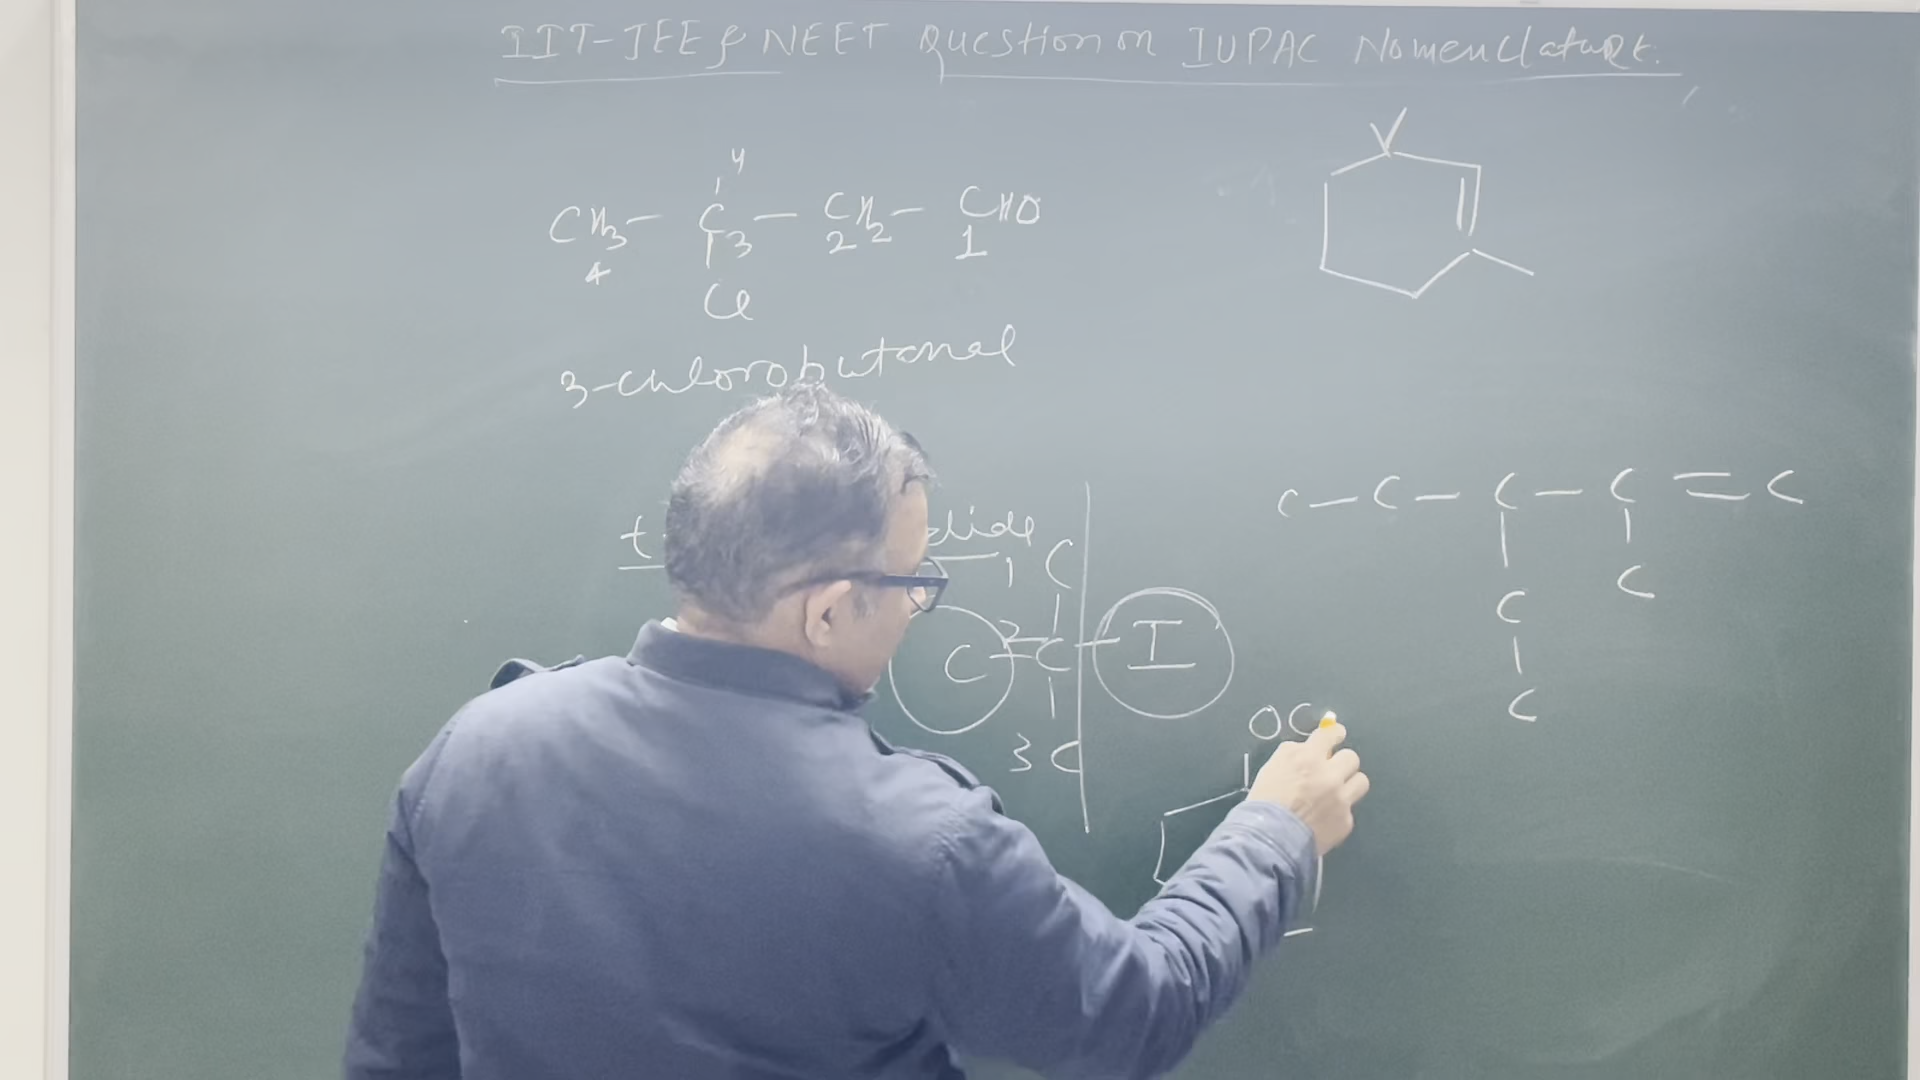 IIT-JEE & NEET Question on IUPAC Nomenclature.
H
CH3 - C - CH2 - CHO
4 3 2 1
Cl
3-chlorobutanal
C - C - C - C = C
C
C
C
1 C
C - 2 C - I
3 C
OC